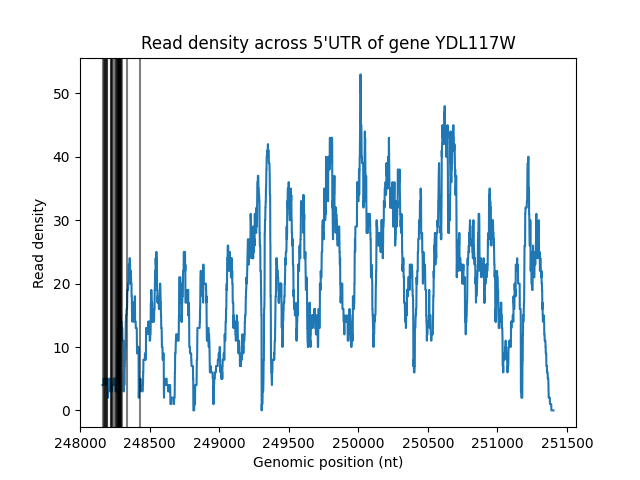 Read density across 5'UTR of gene YDL117W
50
40
30
20
10
0
Read density
248000 248500 249000 249500 250000 250500 251000 251500
Genomic position (nt)